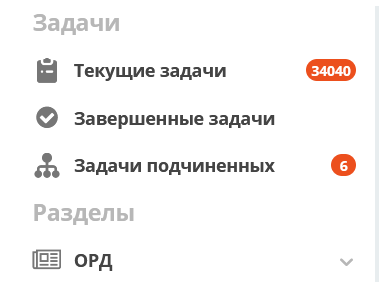 Задачи
Текущие задачи 34040
Завершенные задачи
Задачи подчиненных 6
Разделы
ОРД